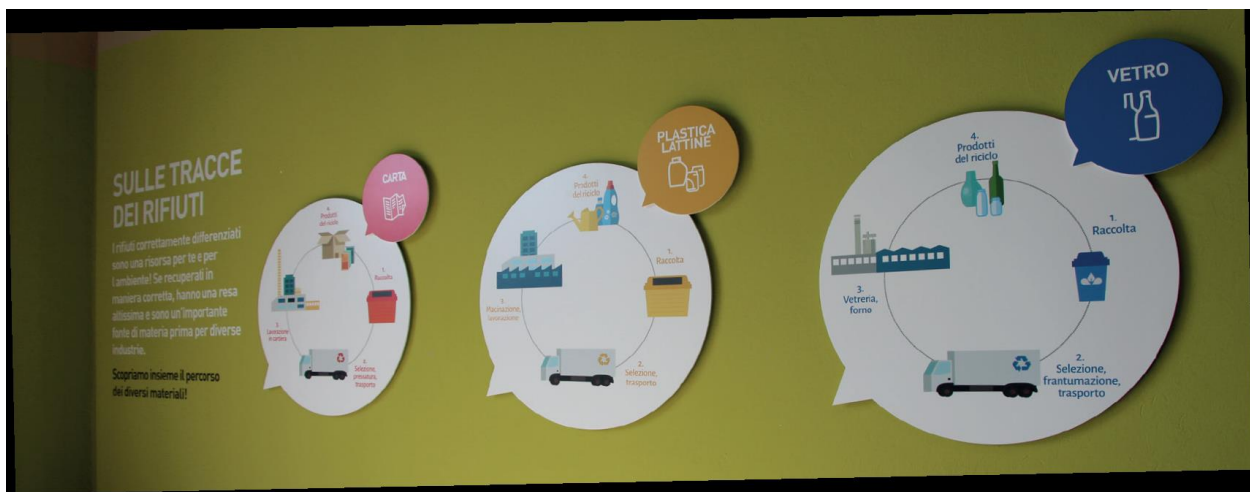 SULLE TRACCE
DEI RIFIUTI
I rifiuti correttamente differenziati
sono una risorsa per te e per
l'ambiente! Se recuperati in
maniera corretta, hanno una resa
altissima e sono un'importante
fonte di materia prima per diverse
industrie.
Scopriamo insieme il percorso
dei diversi materiali!
CARTA
4.
Prodotti
del riciclo
1.
Raccolta
2.
Selezione,
pressatura,
trasporto
3.
Lavorazione
in cartiera
PLASTICA
LATTINE
4.
Prodotti
del riciclo
1.
Raccolta
2.
Selezione,
trasporto
3.
VETRO
4.
Prodotti
del riciclo
1.
Raccolta
2.
Selezione,
frantumazione,
trasporto
3.
Vetreria,
forno